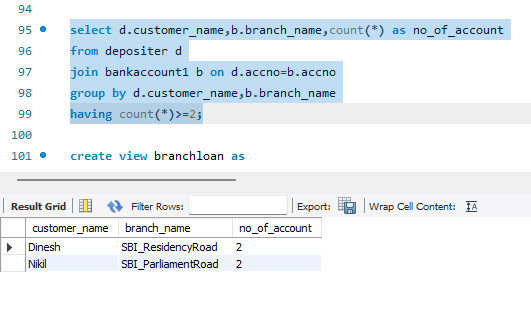 94
95 select d.customer_name,b.branch_name,count(*) as no_of_account
96 from depositer d
97 join bankaccount1 b on d.accno=b.accno
98 group by d.customer_name,b.branch_name
99 having count(*)>=2;
100
101 create view branchloan as
Result Grid Filter Rows: Export: Wrap Cell Content:
customer_name branch_name no_of_account
Dinesh SBI_ResidencyRoad 2
Nikil SBI_ParliamentRoad 2